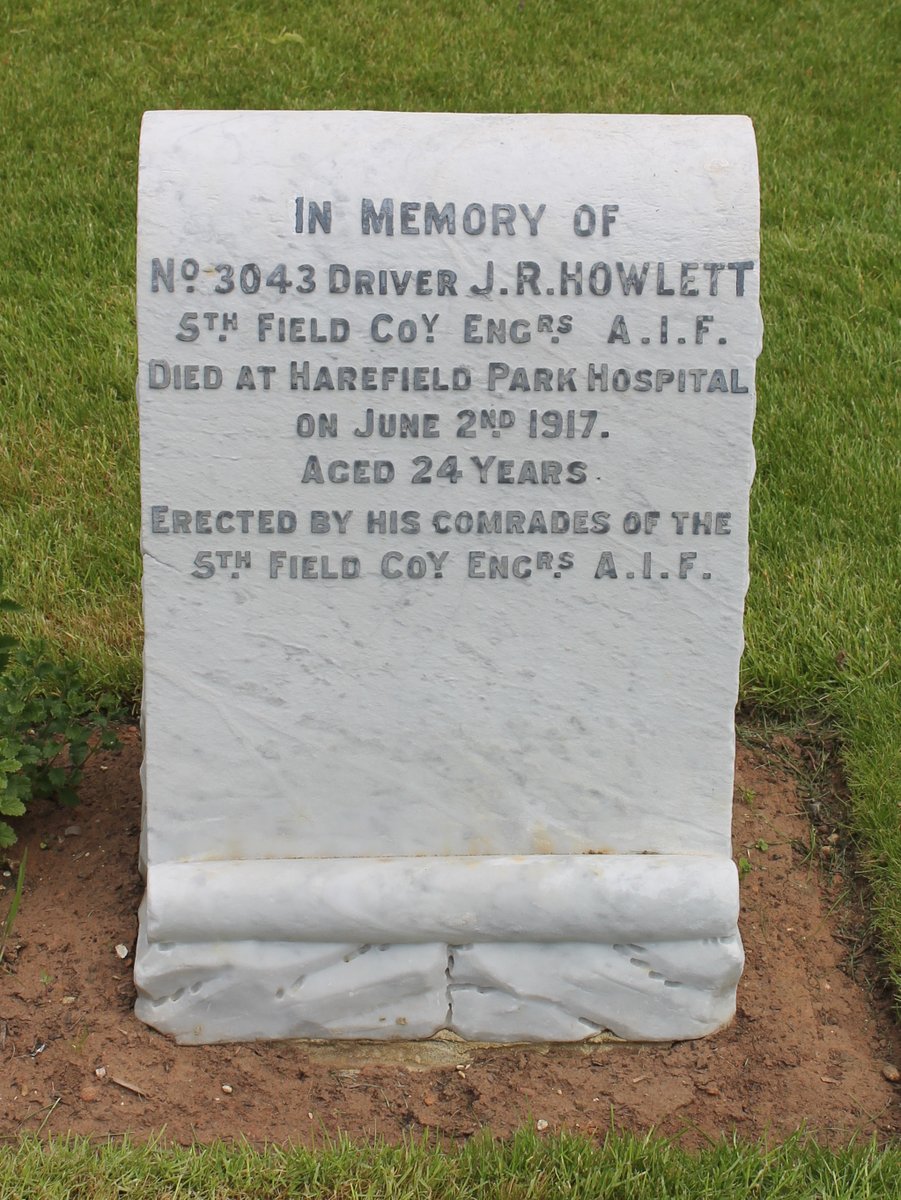 In Memory of
No. 3043 Driver J.R. Howlett
5th Field Coy Engrs A.I.F.
Died at Harefield Park Hospital
on June 2nd 1917.
Aged 24 Years.
Erected by his comrades of the
5th Field Coy Engrs A.I.F.